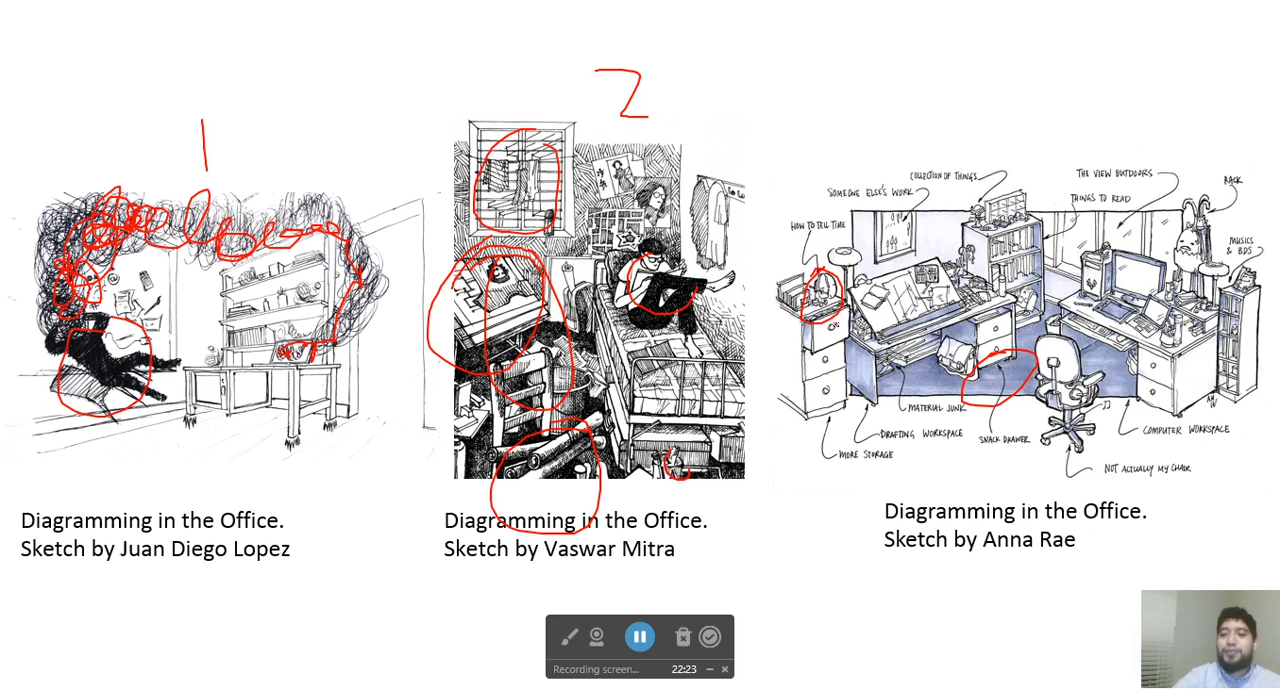 1
2
COLLECTION OF THINGS
THE VIEW OUTDOORS
SOMEONE ELSE'S WORK
THINGS TO READ
RACK
HOW TO TELL TIME
MUSICS
& BDS
MATERIAL JUNK
DRAFTING WORKSPACE
SNACK DRAWER
COMPUTER WORKSPACE
MORE STORAGE
NOT ACTUALLY MY CHAIR
Diagramming in the Office.
Sketch by Juan Diego Lopez
Diagramming in the Office.
Sketch by Vaswar Mitra
Diagramming in the Office.
Sketch by Anna Rae
Recording screen...
22:23